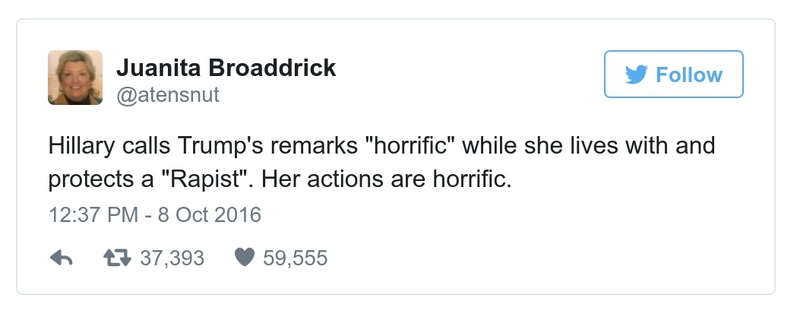 Juanita Broaddrick
@atensnut
Follow
Hillary calls Trump's remarks "horrific" while she lives with and
protects a "Rapist". Her actions are horrific.
12:37 PM - 8 Oct 2016
37,393 59,555